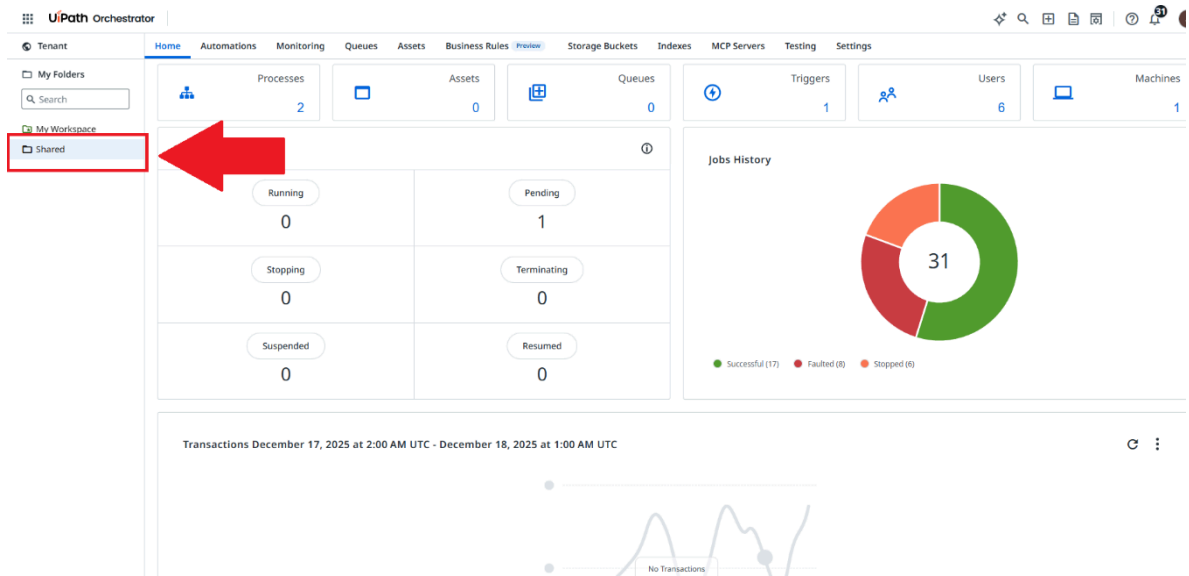 UiPath Orchestrator
31
Tenant
Home Automations Monitoring Queues Assets Business Rules Preview Storage Buckets Indexes MCP Servers Testing Settings
My Folders
Search
My Workspace
Shared
Processes
2
Assets
0
Queues
0
Triggers
1
Users
6
Machines
1
Running
0
Pending
1
Stopping
0
Terminating
0
Suspended
0
Resumed
0
Jobs History
31
Successful (17) Faulted (8) Stopped (6)
Transactions December 17, 2025 at 2:00 AM UTC - December 18, 2025 at 1:00 AM UTC
No Transactions